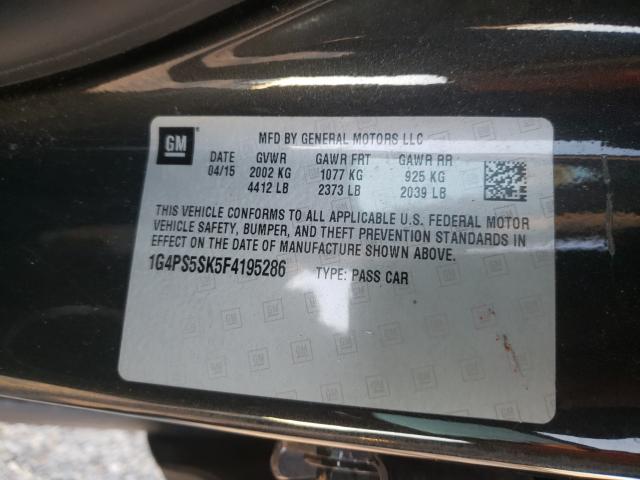 GM
MFD BY GENERAL MOTORS LLC
DATE GVWR GAWR FRT GAWR RR
04/15 2002 KG 1077 KG 925 KG
4412 LB 2373 LB 2039 LB
THIS VEHICLE CONFORMS TO ALL APPLICABLE U.S. FEDERAL MOTOR
VEHICLE SAFETY, BUMPER, AND THEFT PREVENTION STANDARDS IN
EFFECT ON THE DATE OF MANUFACTURE SHOWN ABOVE.
1G4PS5SK5F4195286 TYPE: PASS CAR